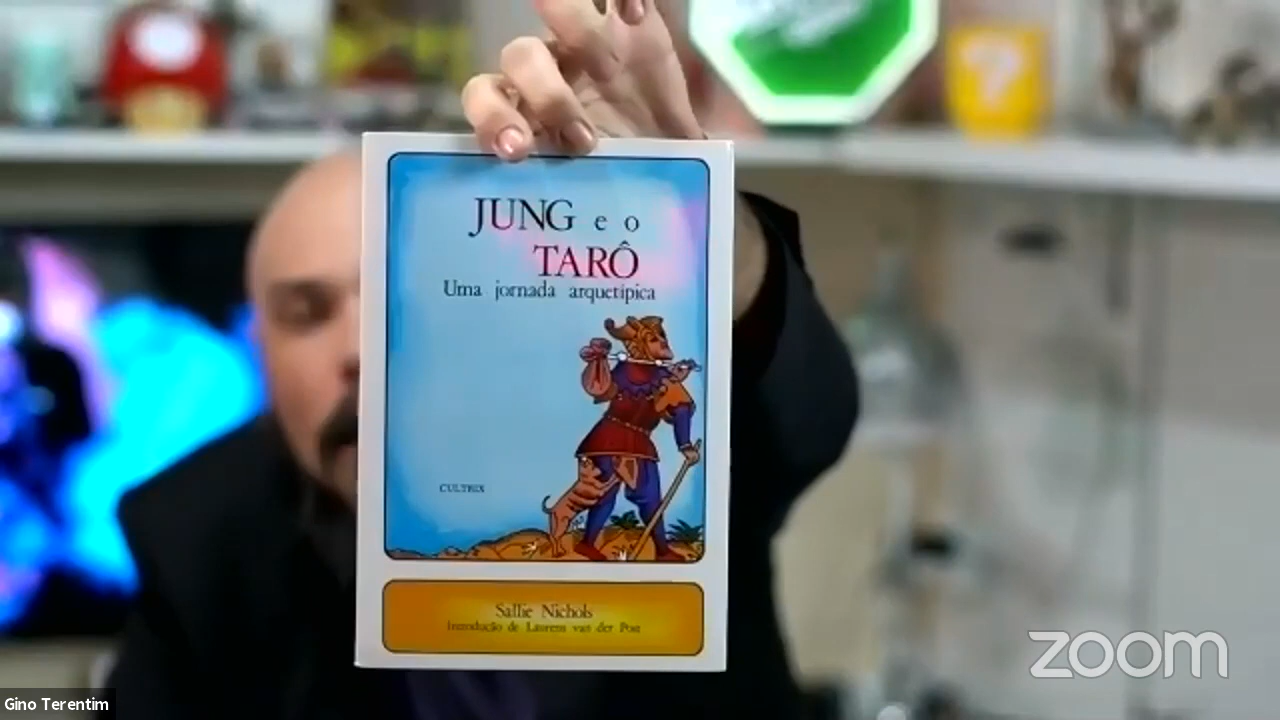 JUNG e o
TARÔ
Uma jornada arquetípica
CULTRIX
Sallie Nichols
Introdução de Laurens van der Post
?
zoom
Gino Terentim